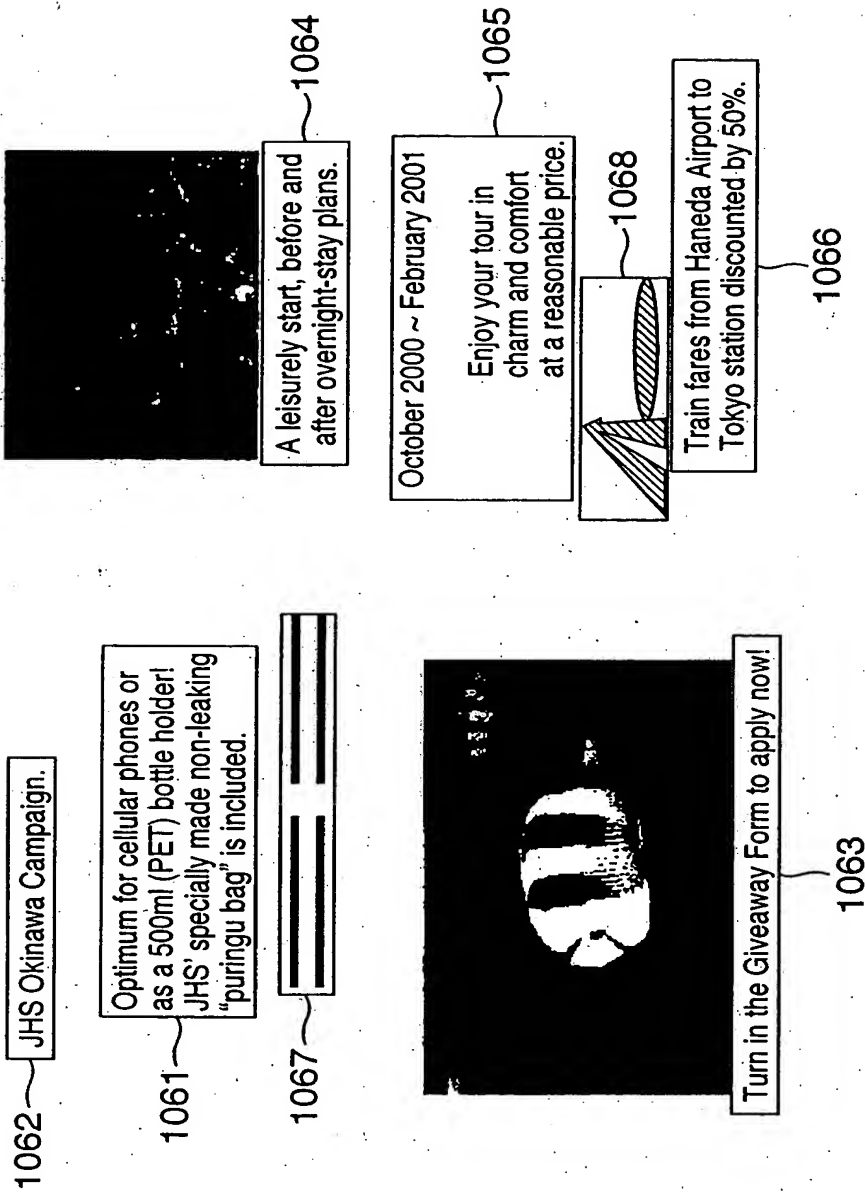 1062
JHS Okinawa Campaign.
1061
Optimum for cellular phones or
as a 500ml (PET) bottle holder!
JHS' specially made non-leaking
"puringu bag" is included.
1067
Turn in the Giveaway Form to apply now!
1063
A leisurely start, before and
after overnight-stay plans.
1064
October 2000 ~ February 2001
Enjoy your tour in
charm and comfort
at a reasonable price.
1065
1068
Train fares from Haneda Airport to
Tokyo station discounted by 50%.
1066